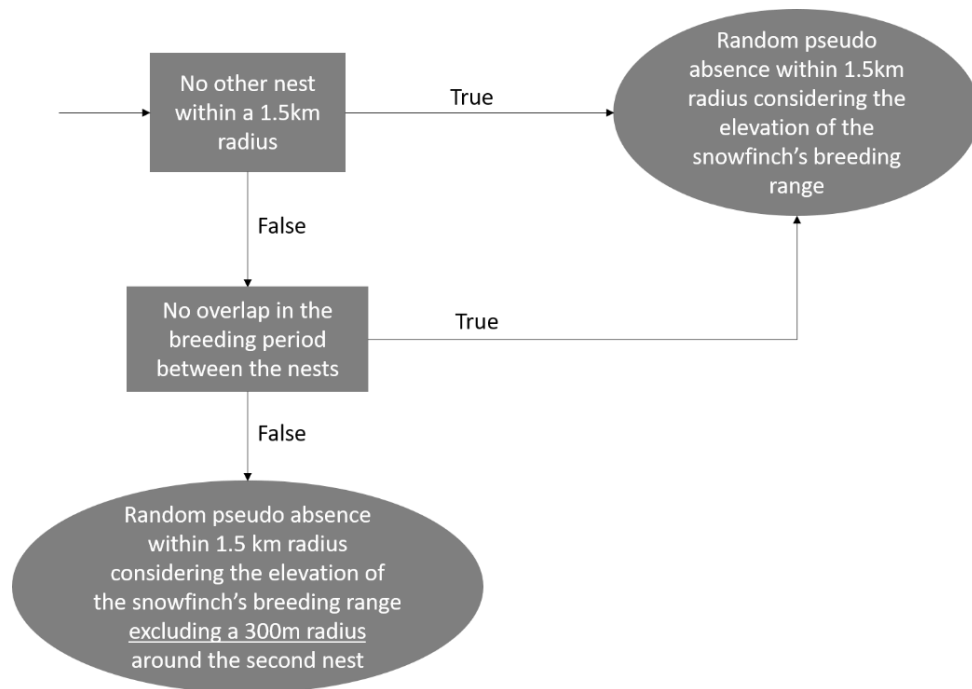 No other nest
within a 1.5km
radius
True
Random pseudo
absence within 1.5km
radius considering the
elevation of the
snowfinch’s breeding
range
False
No overlap in the
breeding period
between the nests
True
False
Random pseudo absence
within 1.5 km radius
considering the elevation of
the snowfinch’s breeding range
excluding a 300m radius
around the second nest